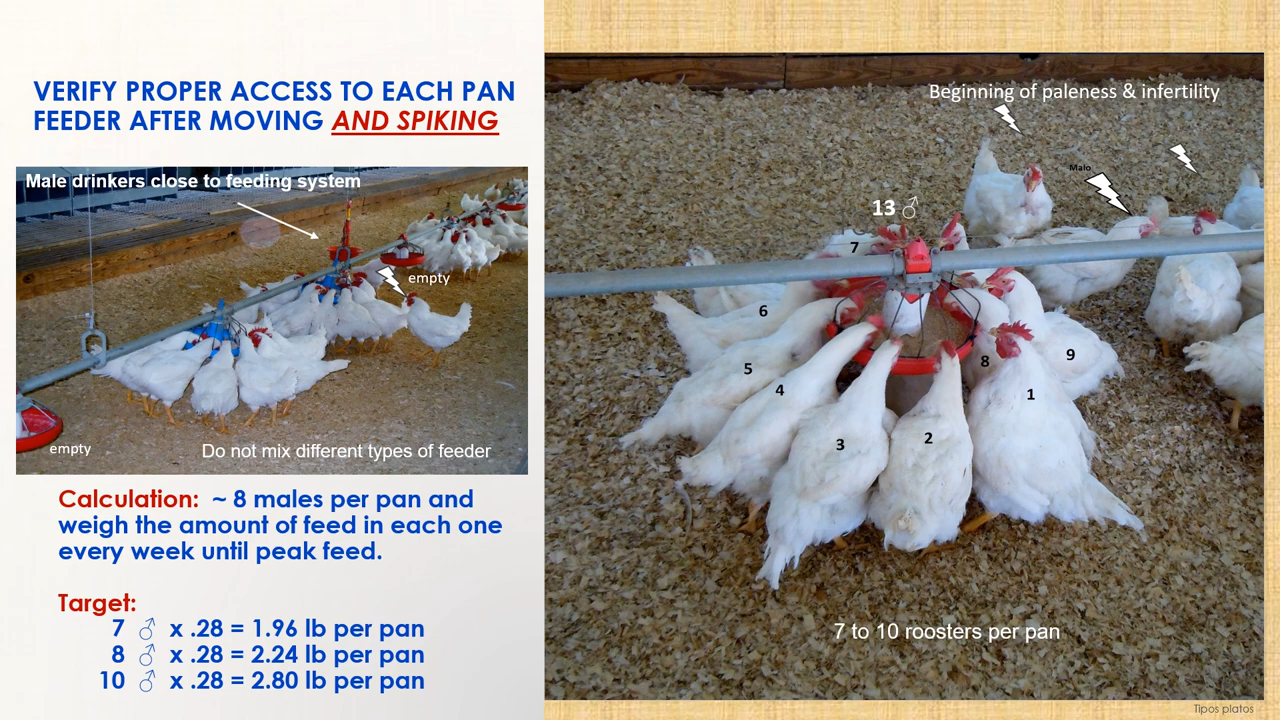 VERIFY PROPER ACCESS TO EACH PAN
FEEDER AFTER MOVING AND SPIKING
Male drinkers close to feeding system
empty
empty
Do not mix different types of feeder
Calculation: ~ 8 males per pan and
weigh the amount of feed in each one
every week until peak feed.
Target:
7 ♂ x .28 = 1.96 lb per pan
8 ♂ x .28 = 2.24 lb per pan
10 ♂ x .28 = 2.80 lb per pan
Beginning of paleness & infertility
Malo
13 ♂
7
6
5
4
3
2
1
8
9
7 to 10 roosters per pan
Tipos platos